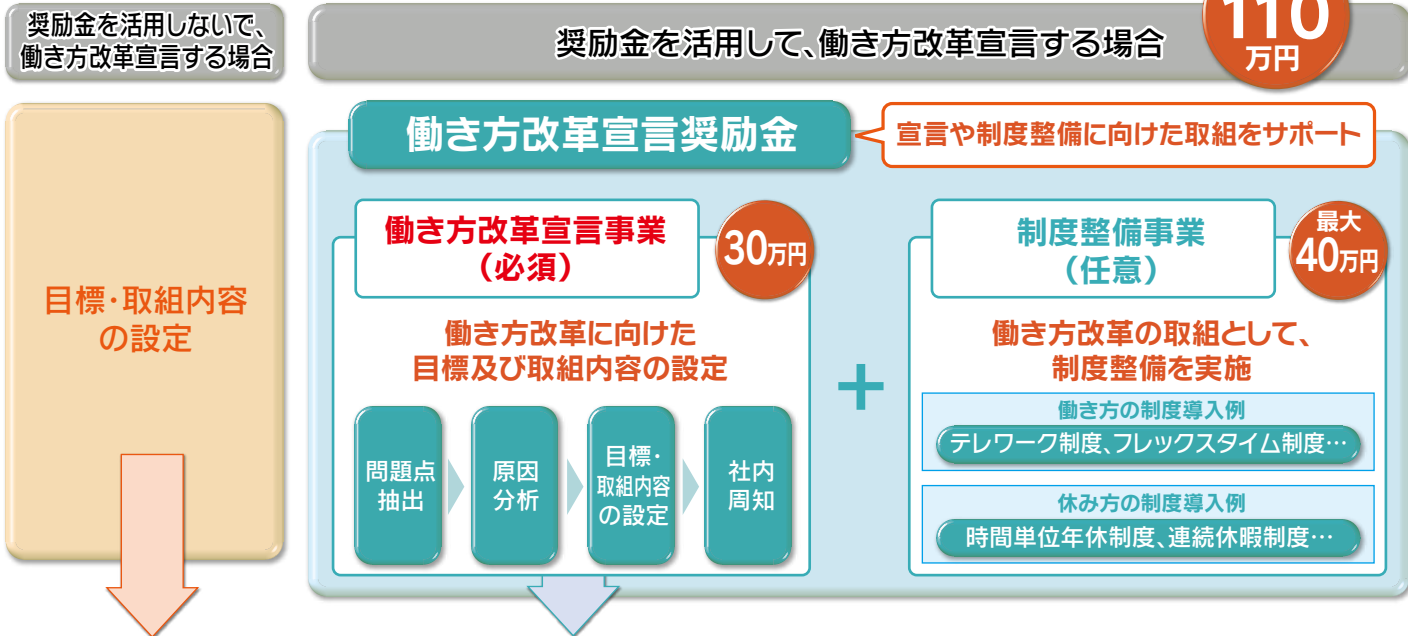 奨励金を活用しないで、
働き方改革宣言する場合
奨励金を活用して、働き方改革宣言する場合
110
万円
働き方改革宣言奨励金
宣言や制度整備に向けた取組をサポート
目標・取組内容
の設定
働き方改革宣言事業
（必須）
30万円
働き方改革に向けた
目標及び取組内容の設定
問題点
抽出
原因
分析
目標・
取組内容
の設定
社内
周知
＋
制度整備事業
（任意）
最大
40万円
働き方改革の取組として、
制度整備を実施
働き方の制度導入例
テレワーク制度、フレックスタイム制度…
休み方の制度導入例
時間単位年休制度、連続休暇制度…